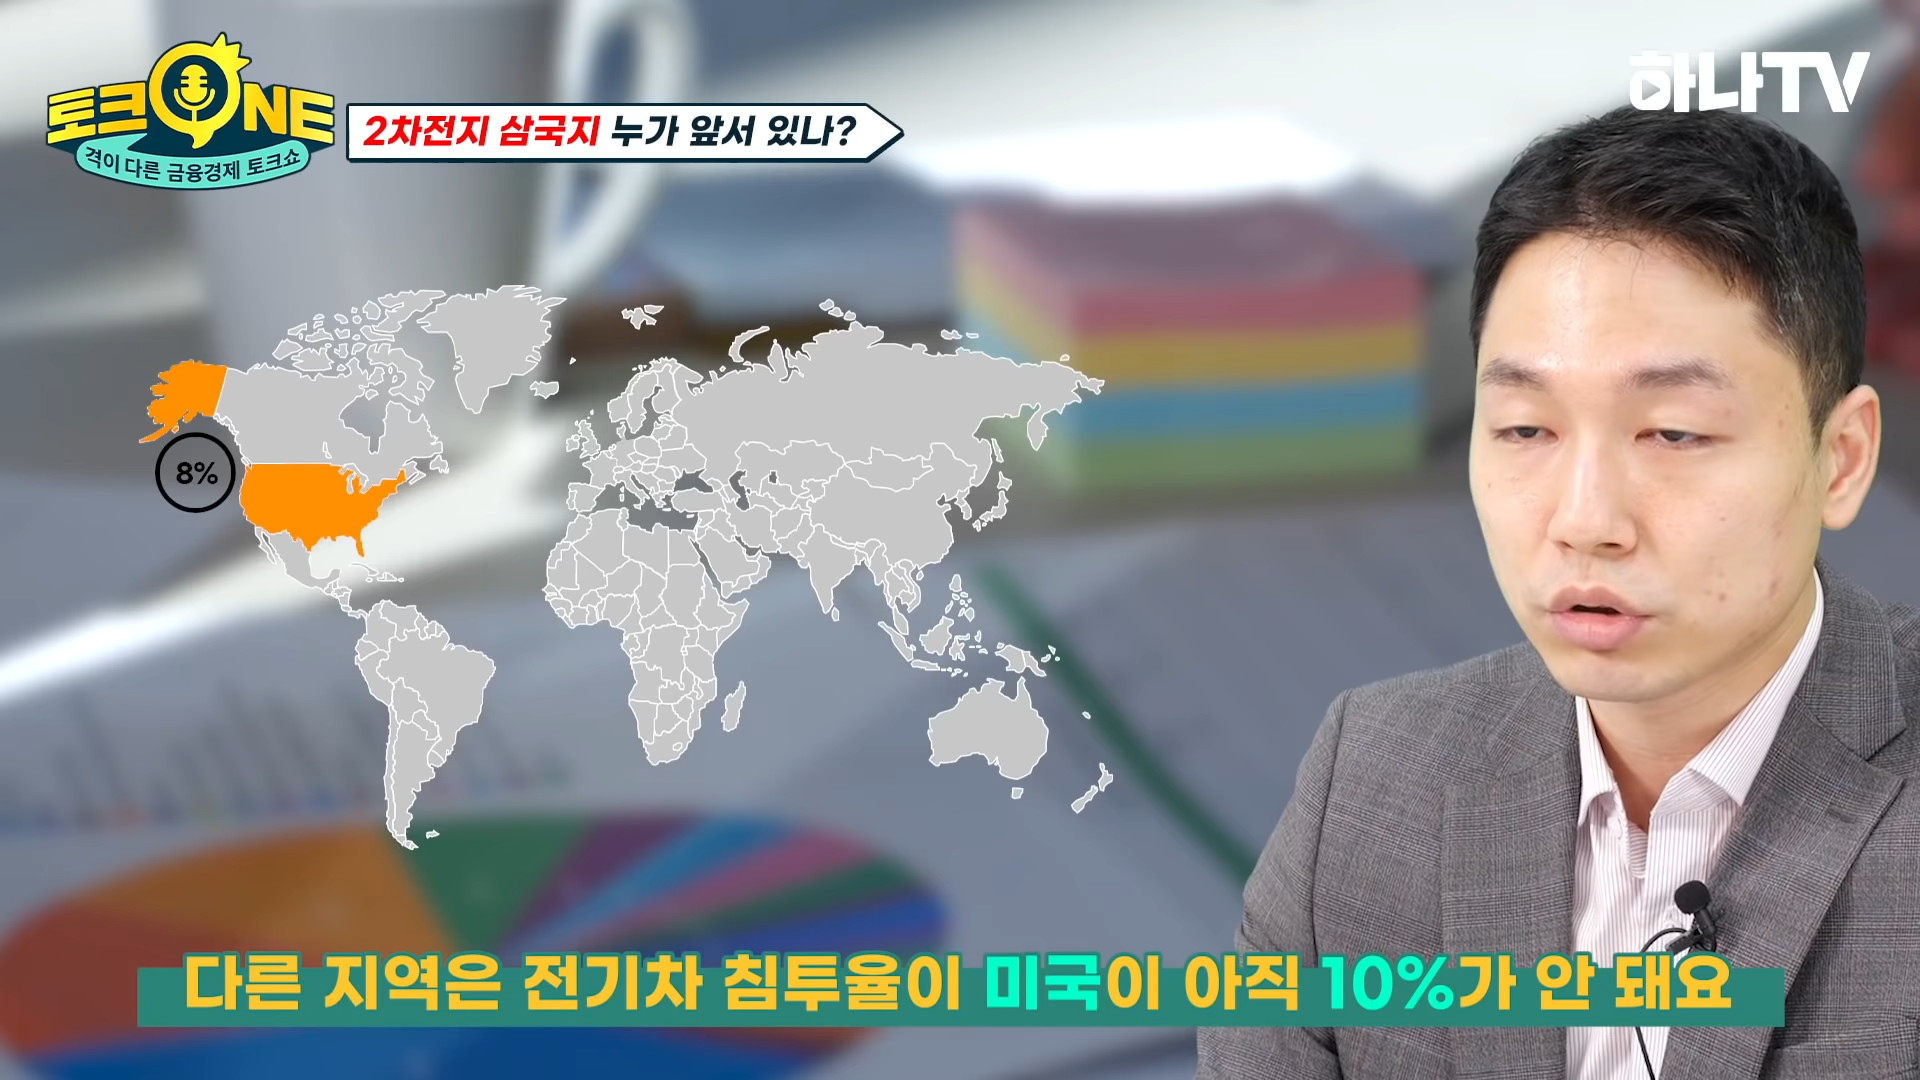 토크ONE
격이 다른 금융경제 토크쇼
2차전지 삼국지 누가 앞서 있나?
하나TV
8%
다른 지역은 전기차 침투율이 미국이 아직 10%가 안 돼요